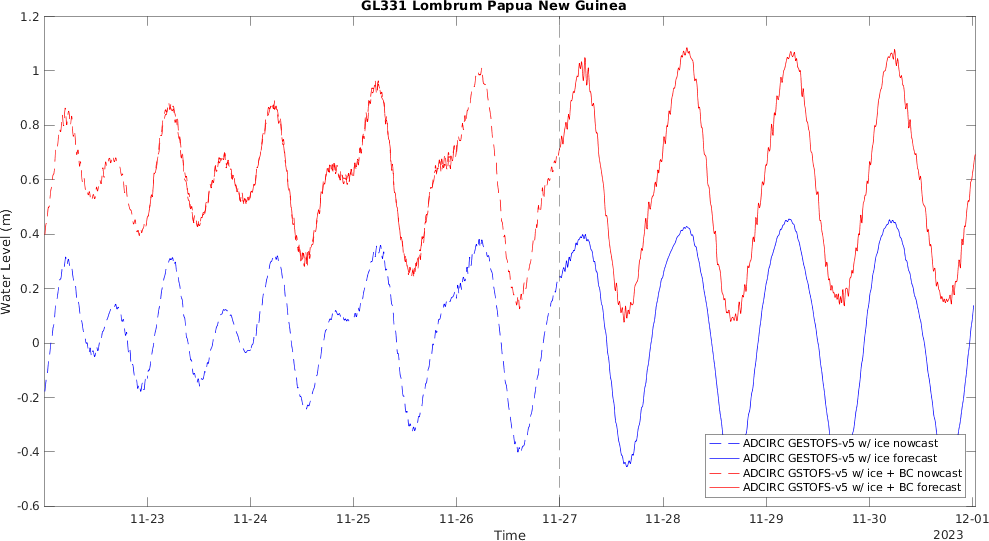 GL331 Lombrum Papua New Guinea
1.2
1
0.8
0.6
0.4
0.2
0
-0.2
-0.4
-0.6
Water Level (m)
ADCIRC GESTOFS-v5 w/ ice nowcast
ADCIRC GESTOFS-v5 w/ ice forecast
ADCIRC GSTOFS-v5 w/ ice + BC nowcast
ADCIRC GSTOFS-v5 w/ ice + BC forecast
11-23 11-24 11-25 11-26 11-27 11-28 11-29 11-30 12-01
Time
2023